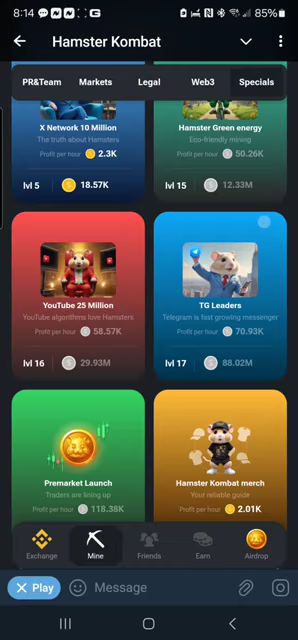 8:14
85%
Hamster Kombat
PR&Team Markets Legal Web3 Specials
X Network 10 Million
The truth about Hamsters
Profit per hour 2.3K
lvl 5 18.57K
Hamster Green energy
Eco-friendly mining
Profit per hour 50.26K
lvl 15 12.33M
YouTube 25 Million
YouTube algorithms love Hamsters
Profit per hour 58.57K
lvl 16 29.93M
TG Leaders
Telegram is fast growing messenger
Profit per hour 70.93K
lvl 17 88.02M
Premarket Launch
Traders are lining up
Profit per hour 118.38K
Hamster Kombat merch
Your reliable guide
Profit per hour 2.01K
Exchange Mine Friends Earn Airdrop
Play Message